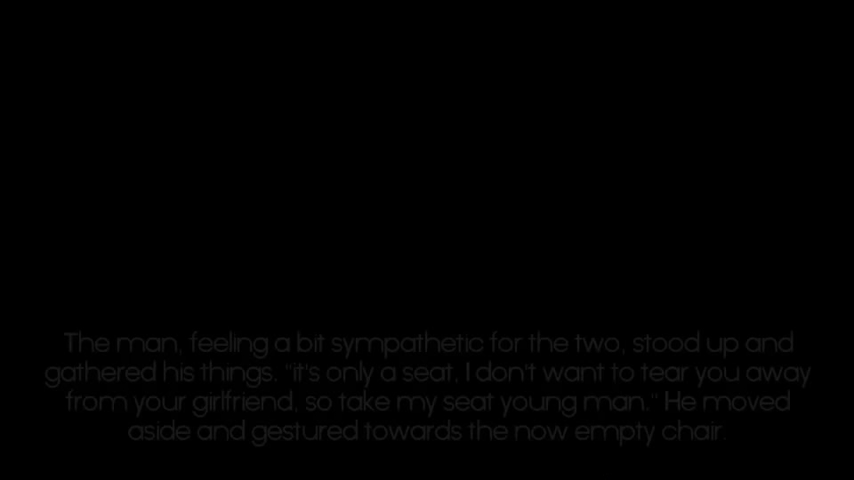 The man, feeling a bit sympathetic for the two, stood up and
gathered his things. "it's only a seat, I don't want to tear you away
from your girlfriend, so take my seat young man." He moved
aside and gestured towards the now empty chair.